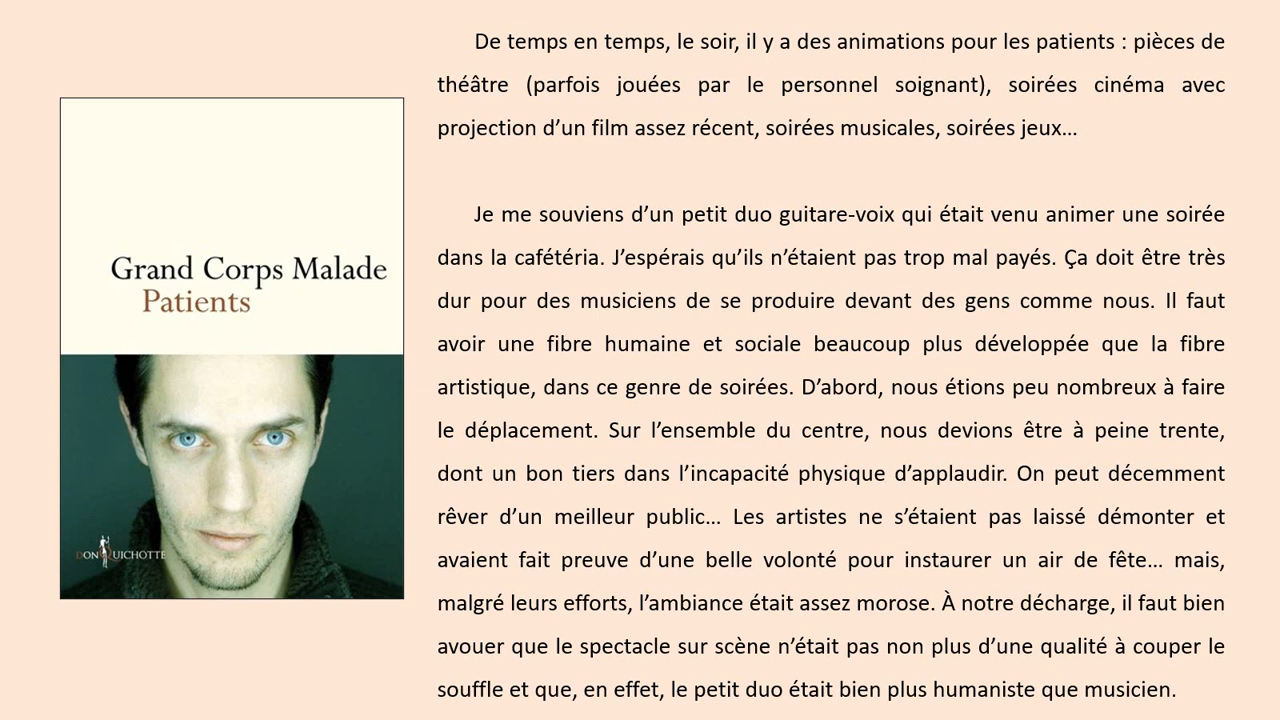 Grand Corps Malade
Patients
DON QUICHOTTE
De temps en temps, le soir, il y a des animations pour les patients : pièces de
théâtre (parfois jouées par le personnel soignant), soirées cinéma avec
projection d’un film assez récent, soirées musicales, soirées jeux…
Je me souviens d’un petit duo guitare-voix qui était venu animer une soirée
dans la cafétéria. J’espérais qu’ils n’étaient pas trop mal payés. Ça doit être très
dur pour des musiciens de se produire devant des gens comme nous. Il faut
avoir une fibre humaine et sociale beaucoup plus développée que la fibre
artistique, dans ce genre de soirées. D’abord, nous étions peu nombreux à faire
le déplacement. Sur l’ensemble du centre, nous devions être à peine trente,
dont un bon tiers dans l’incapacité physique d’applaudir. On peut décemment
rêver d’un meilleur public… Les artistes ne s’étaient pas laissé démonter et
avaient fait preuve d’une belle volonté pour instaurer un air de fête… mais,
malgré leurs efforts, l’ambiance était assez morose. À notre décharge, il faut bien
avouer que le spectacle sur scène n’était pas non plus d’une qualité à couper le
souffle et que, en effet, le petit duo était bien plus humaniste que musicien.